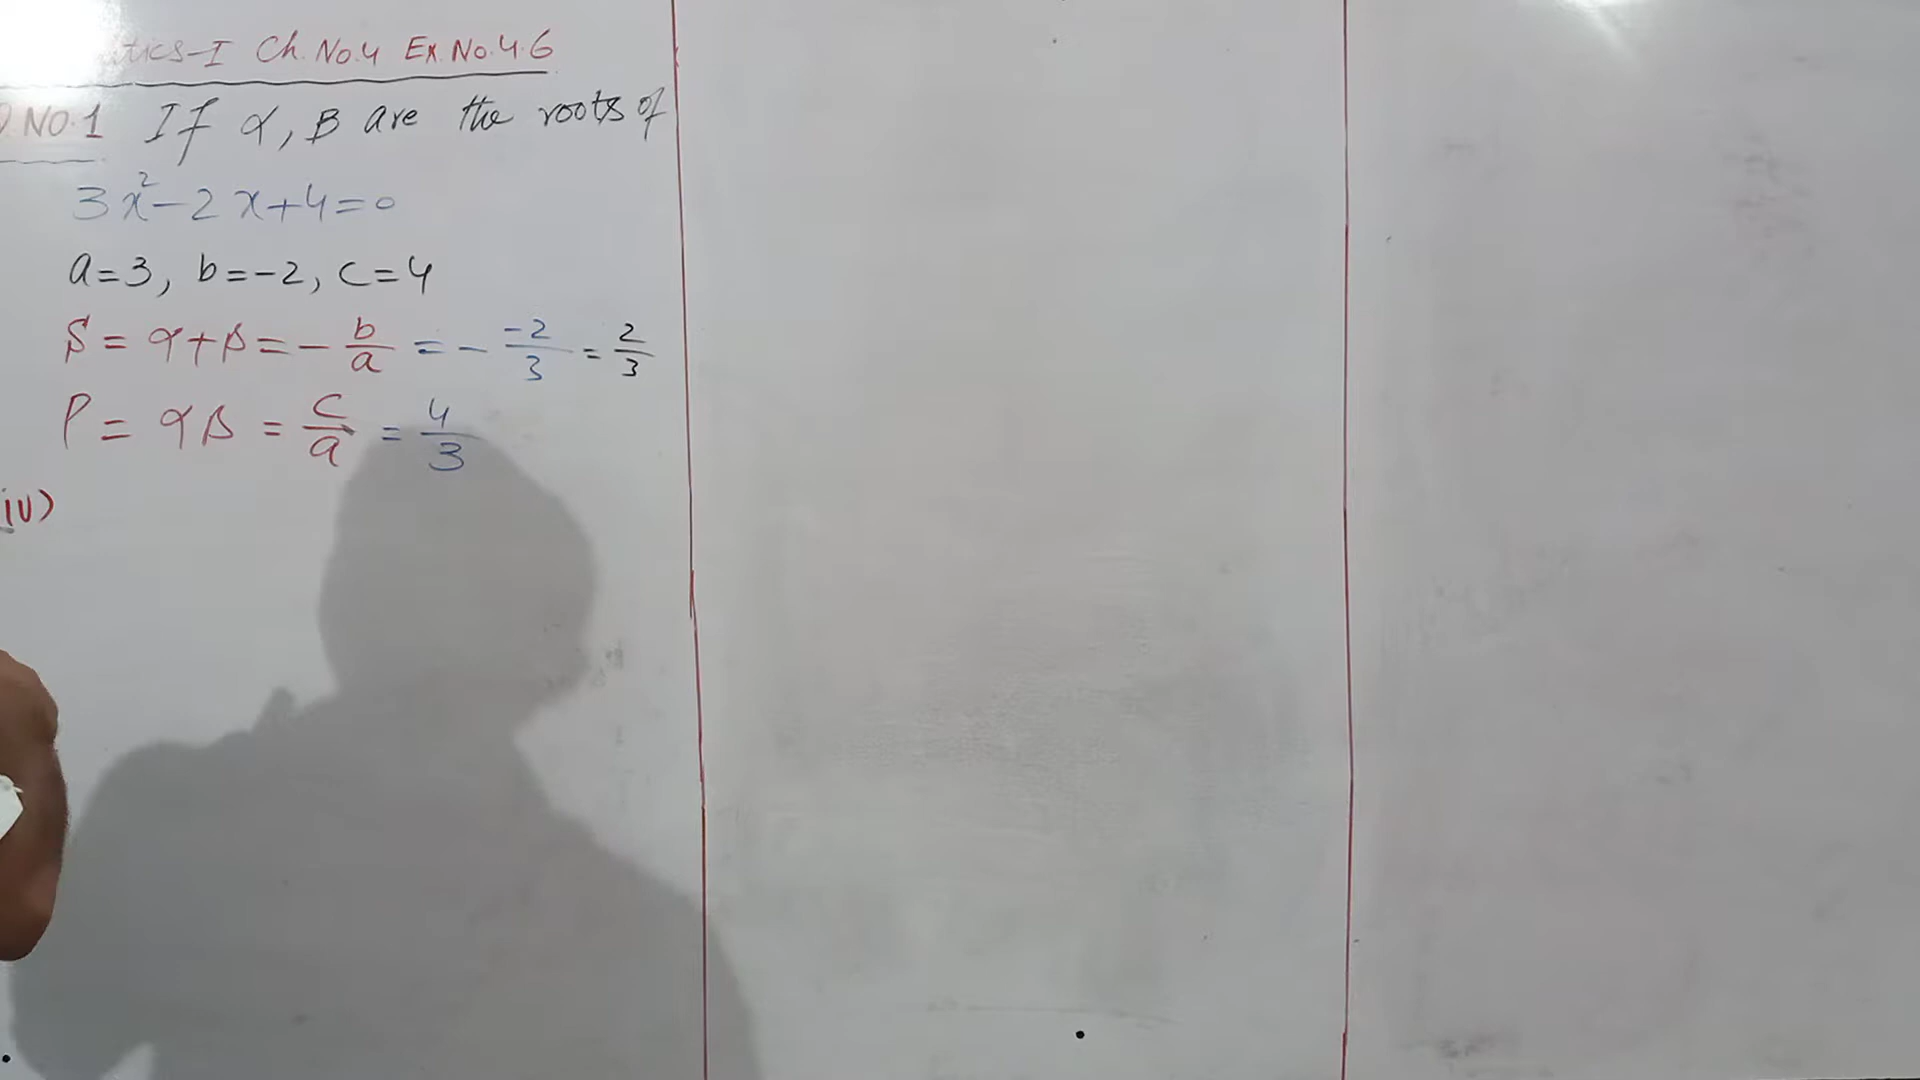 Ch. No.4 Ex. No.4.6
No.1 If α, β are the roots of
3x²-2x+4=0
a=3, b=-2, c=4
S = α+β = - b/a = - -2/3 = 2/3
P = αβ = c/a = 4/3
iv)